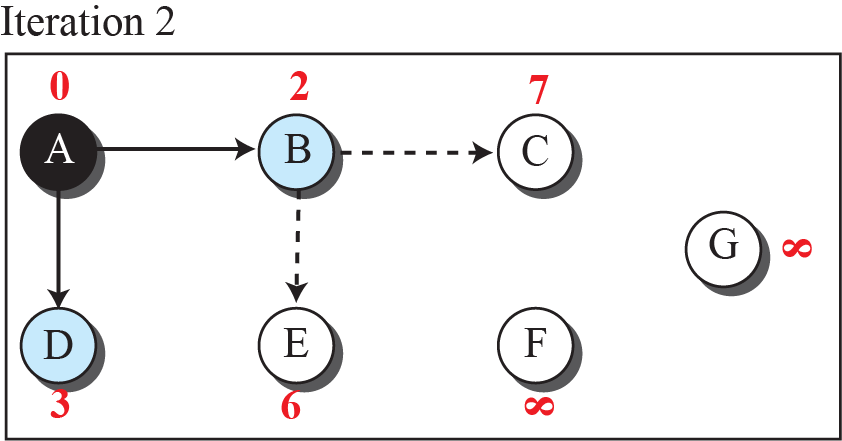 Iteration 2
0 2 7
A B C
G ∞
D E F
3 6 ∞